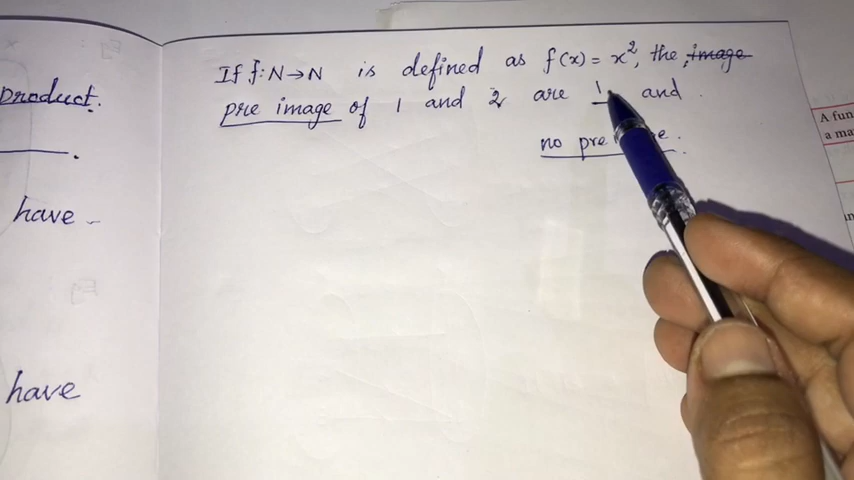 product.
have
have
If f: N→N is defined as f(x) = x², the image
pre image of 1 and 2 are 1 and
no pre
A fun
a ma